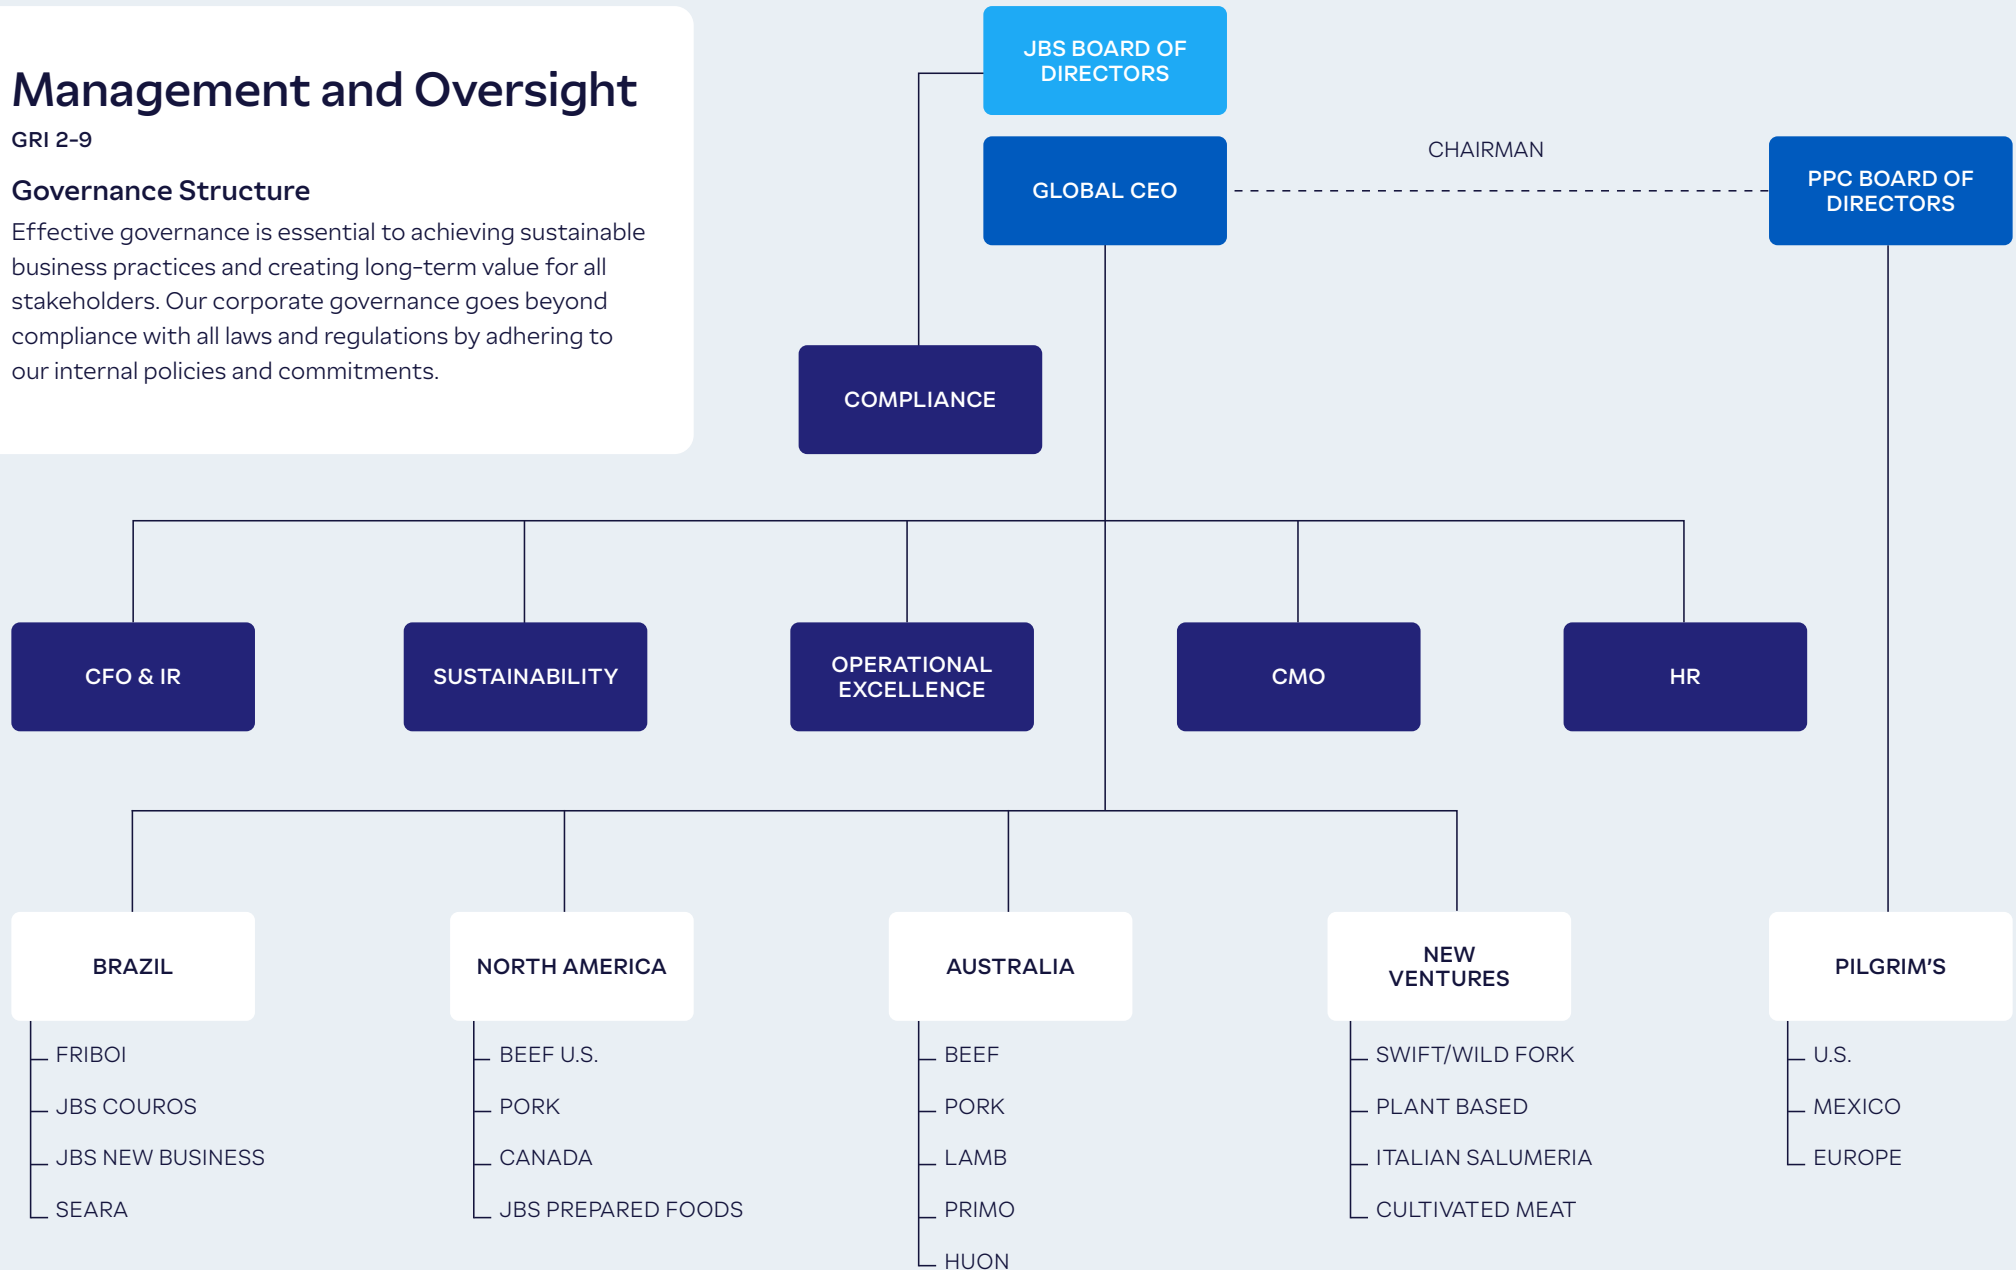 Management and Oversight
GRI 2-9
Governance Structure
Effective governance is essential to achieving sustainable
business practices and creating long-term value for all
stakeholders. Our corporate governance goes beyond
compliance with all laws and regulations by adhering to
our internal policies and commitments.
JBS BOARD OF
DIRECTORS
GLOBAL CEO
CHAIRMAN
PPC BOARD OF
DIRECTORS
COMPLIANCE
CFO & IR
SUSTAINABILITY
OPERATIONAL
EXCELLENCE
CMO
HR
BRAZIL
FRIBOI
JBS COUROS
JBS NEW BUSINESS
SEARA
NORTH AMERICA
BEEF U.S.
PORK
CANADA
JBS PREPARED FOODS
AUSTRALIA
BEEF
PORK
LAMB
PRIMO
HUON
NEW
VENTURES
SWIFT/WILD FORK
PLANT BASED
ITALIAN SALUMERIA
CULTIVATED MEAT
PILGRIM'S
U.S.
MEXICO
EUROPE